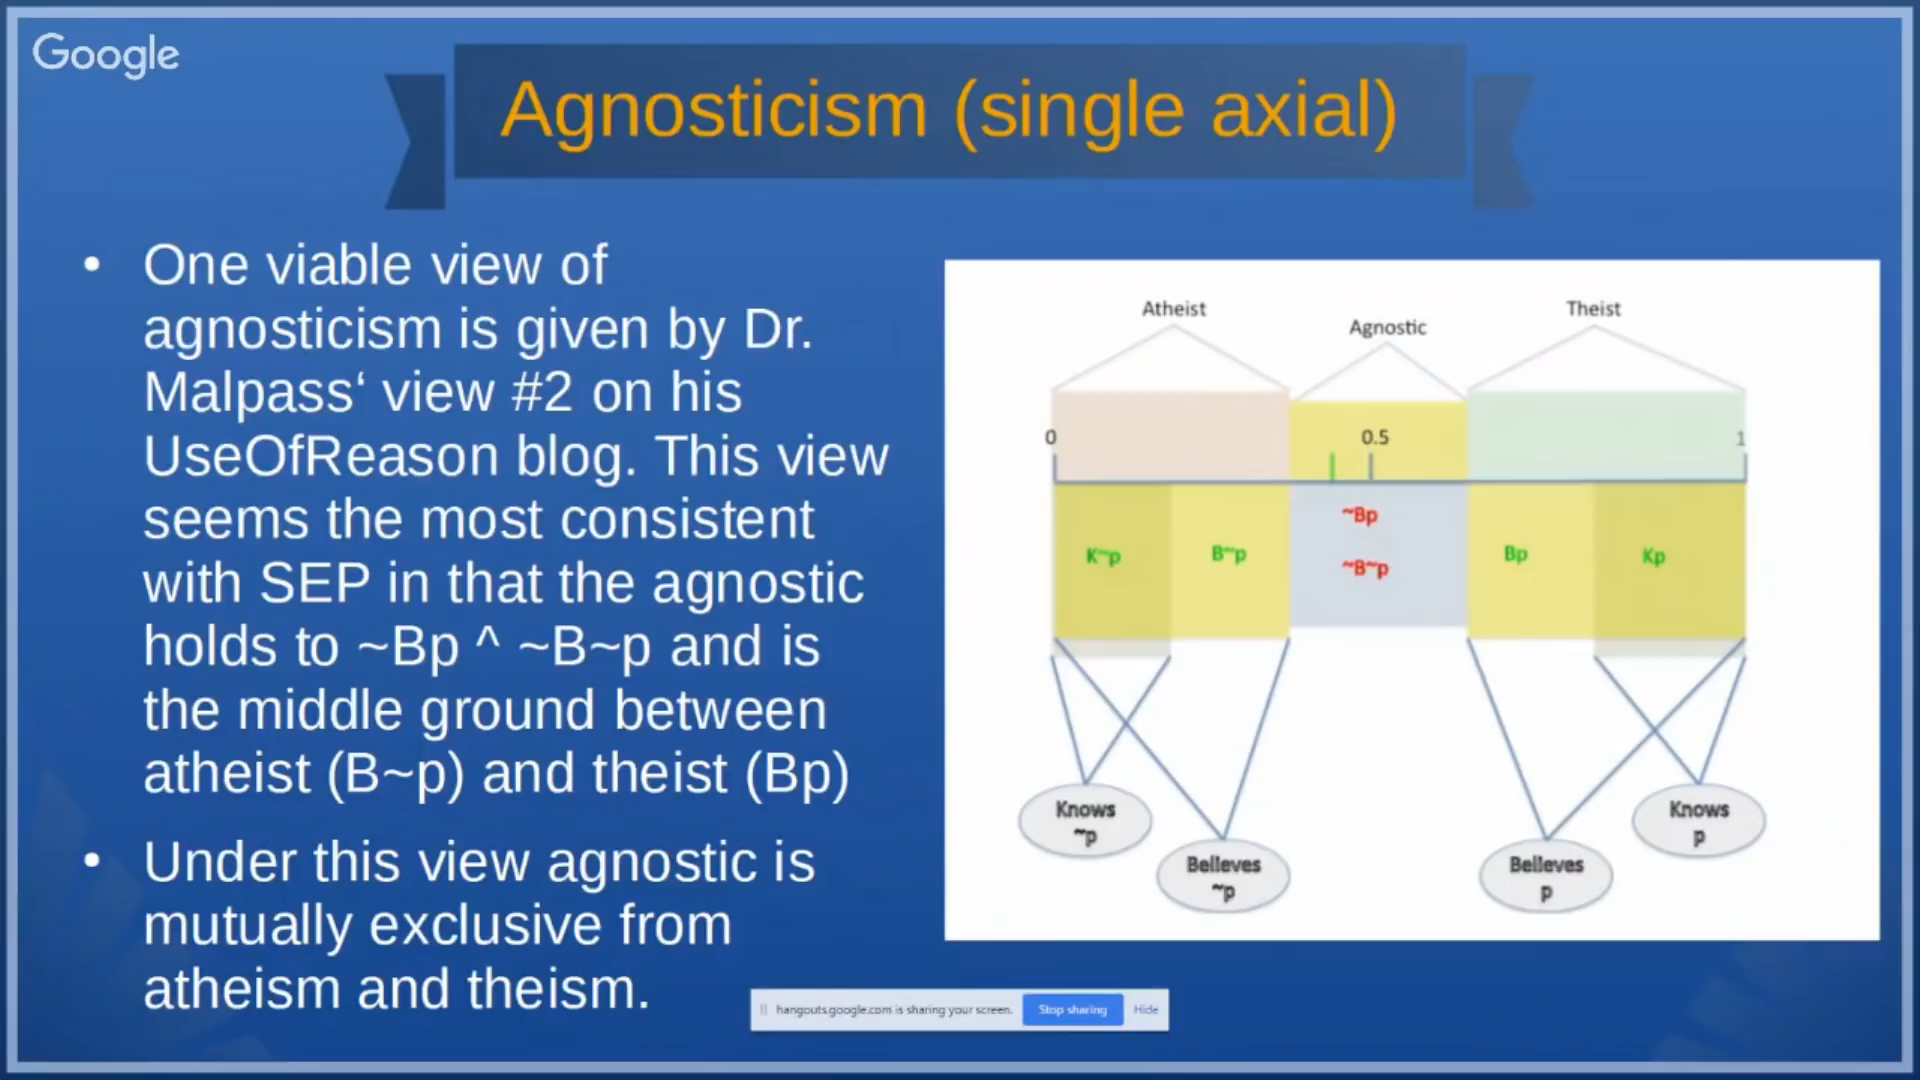 Google
Agnosticism (single axial)
• One viable view of
agnosticism is given by Dr.
Malpass‘ view #2 on his
UseOfReason blog. This view
seems the most consistent
with SEP in that the agnostic
holds to ~Bp ^ ~B~p and is
the middle ground between
atheist (B~p) and theist (Bp)
• Under this view agnostic is
mutually exclusive from
atheism and theism.
Atheist
Agnostic
Theist
0
0.5
1
K~p
B~p
~Bp
~B~p
Bp
Kp
Knows
~p
Believes
~p
Believes
p
Knows
p
hangouts.google.com is sharing your screen. Stop sharing Hide